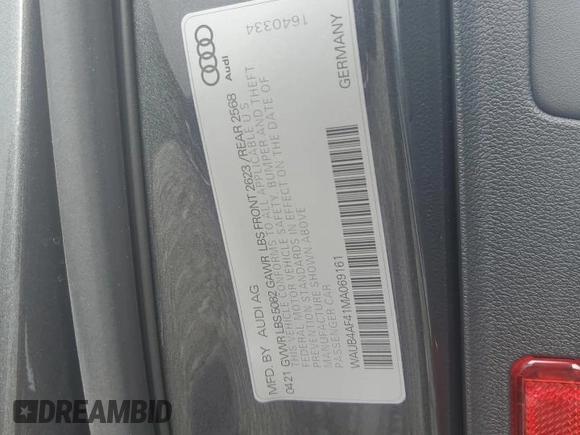 1640334
Audi
MFD. BY AUDI AG
0421 GVWR LBS 5082 GAWR LBS FRONT 2623 / REAR 2568
THIS VEHICLE CONFORMS TO ALL APPLICABLE U S
FEDERAL MOTOR VEHICLE SAFETY, BUMPER AND THEFT
PREVENTION STANDARDS IN EFFECT ON THE DATE OF
MANUFACTURE SHOWN ABOVE
PASSENGER CAR
WAUB4AF41MA069161
GERMANY
DREAMBID